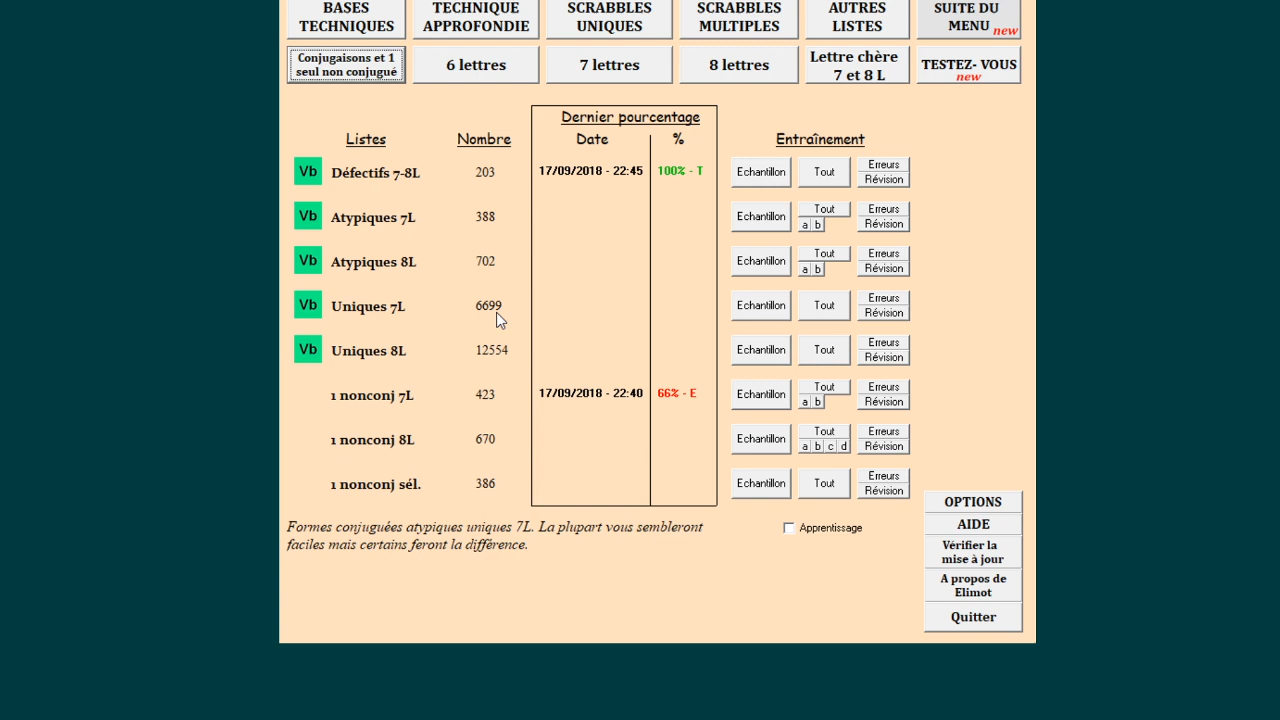 BASES TECHNIQUES
TECHNIQUE APPROFONDIE
SCRABBLES UNIQUES
SCRABBLES MULTIPLES
AUTRES LISTES
SUITE DU MENU new
Conjugaisons et 1 seul non conjugué
6 lettres
7 lettres
8 lettres
Lettre chère 7 et 8 L
TESTEZ- VOUS new
Dernier pourcentage
Listes Nombre Date % Entraînement
Vb Défectifs 7-8L 203 17/09/2018 - 22:45 100% - T Echantillon Tout Erreurs Révision
Vb Atypiques 7L 388 Echantillon Tout a b Erreurs Révision
Vb Atypiques 8L 702 Echantillon Tout a b Erreurs Révision
Vb Uniques 7L 6699 Echantillon Tout Erreurs Révision
Vb Uniques 8L 12554 Echantillon Tout Erreurs Révision
1 nonconj 7L 423 17/09/2018 - 22:40 66% - E Echantillon Tout a b Erreurs Révision
1 nonconj 8L 670 Echantillon Tout a b c d Erreurs Révision
1 nonconj sél. 386 Echantillon Tout Erreurs Révision
Formes conjuguées atypiques uniques 7L. La plupart vous sembleront
faciles mais certains feront la différence.
Apprentissage
OPTIONS
AIDE
Vérifier la
mise à jour
A propos de
Elimot
Quitter